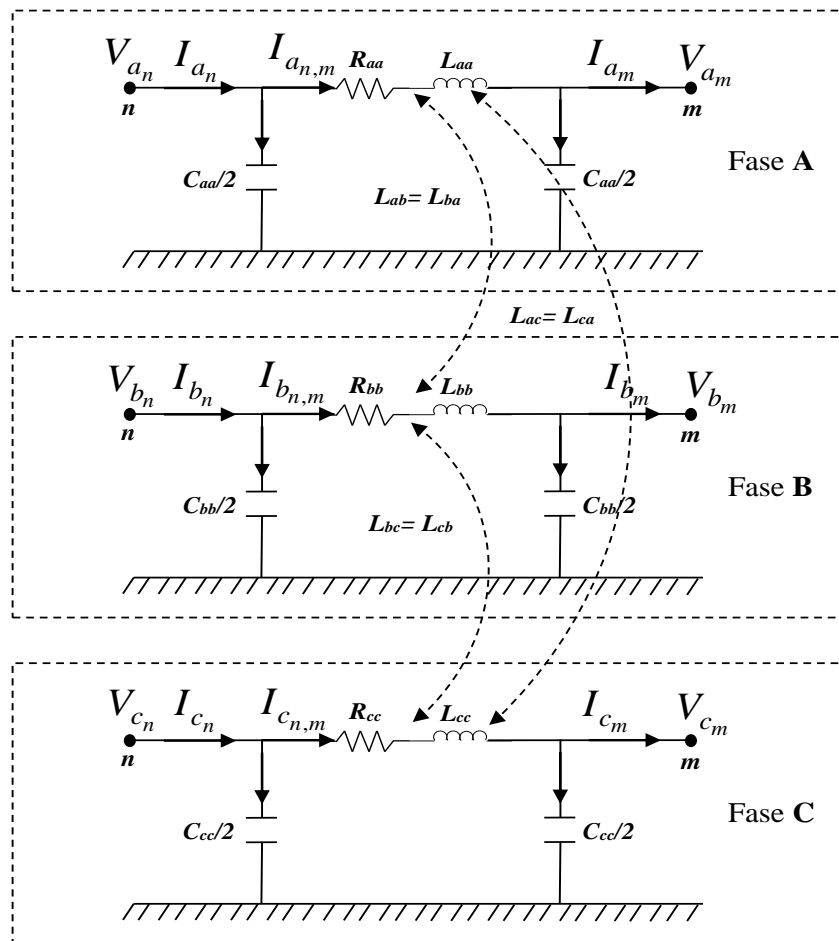 V_{a_n} I_{a_n} I_{a_{n,m}} R_{aa} L_{aa} I_{a_m} V_{a_m}
n m
C_{aa}/2 C_{aa}/2 Fase A
L_{ab}= L_{ba}
L_{ac}= L_{ca}
V_{b_n} I_{b_n} I_{b_{n,m}} R_{bb} L_{bb} I_{b_m} V_{b_m}
n m
C_{bb}/2 C_{bb}/2 Fase B
L_{bc}= L_{cb}
V_{c_n} I_{c_n} I_{c_{n,m}} R_{cc} L_{cc} I_{c_m} V_{c_m}
n m
C_{cc}/2 C_{cc}/2 Fase C